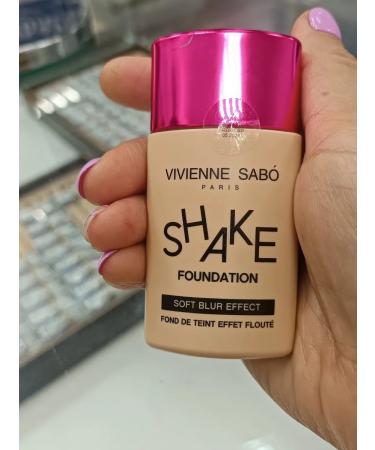 VIVIENNE SABÓ
PARIS
SHAKE
FOUNDATION
SOFT BLUR EFFECT
FOND DE TEINT EFFET FLOUTÉ